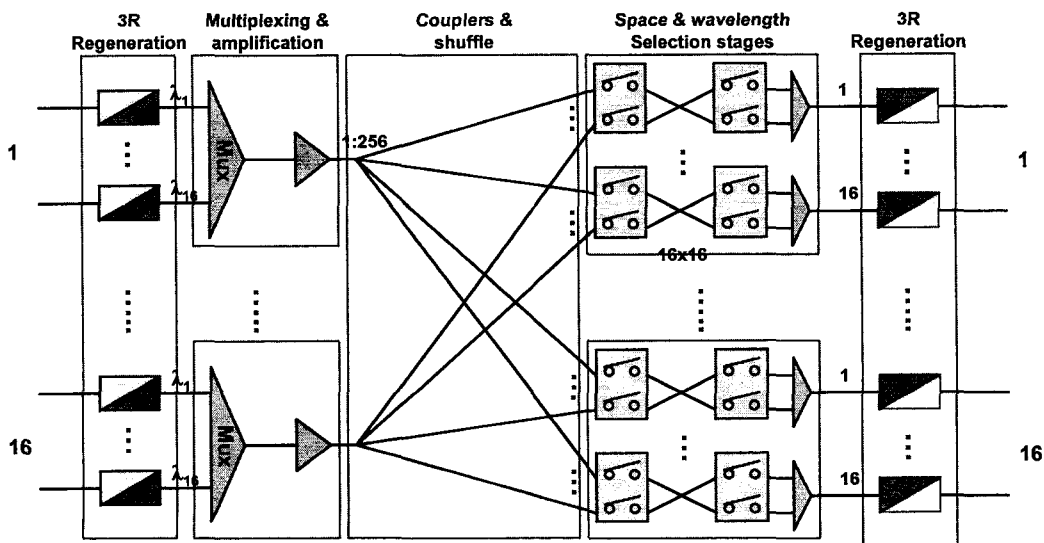 3R
Regeneration
Multiplexing &
amplification
Couplers &
shuffle
Space & wavelength
Selection stages
3R
Regeneration
λ1
Mux
1:256
1
1
1
λ16
16
16x16
λ1
Mux
1
16
16
λ16
16